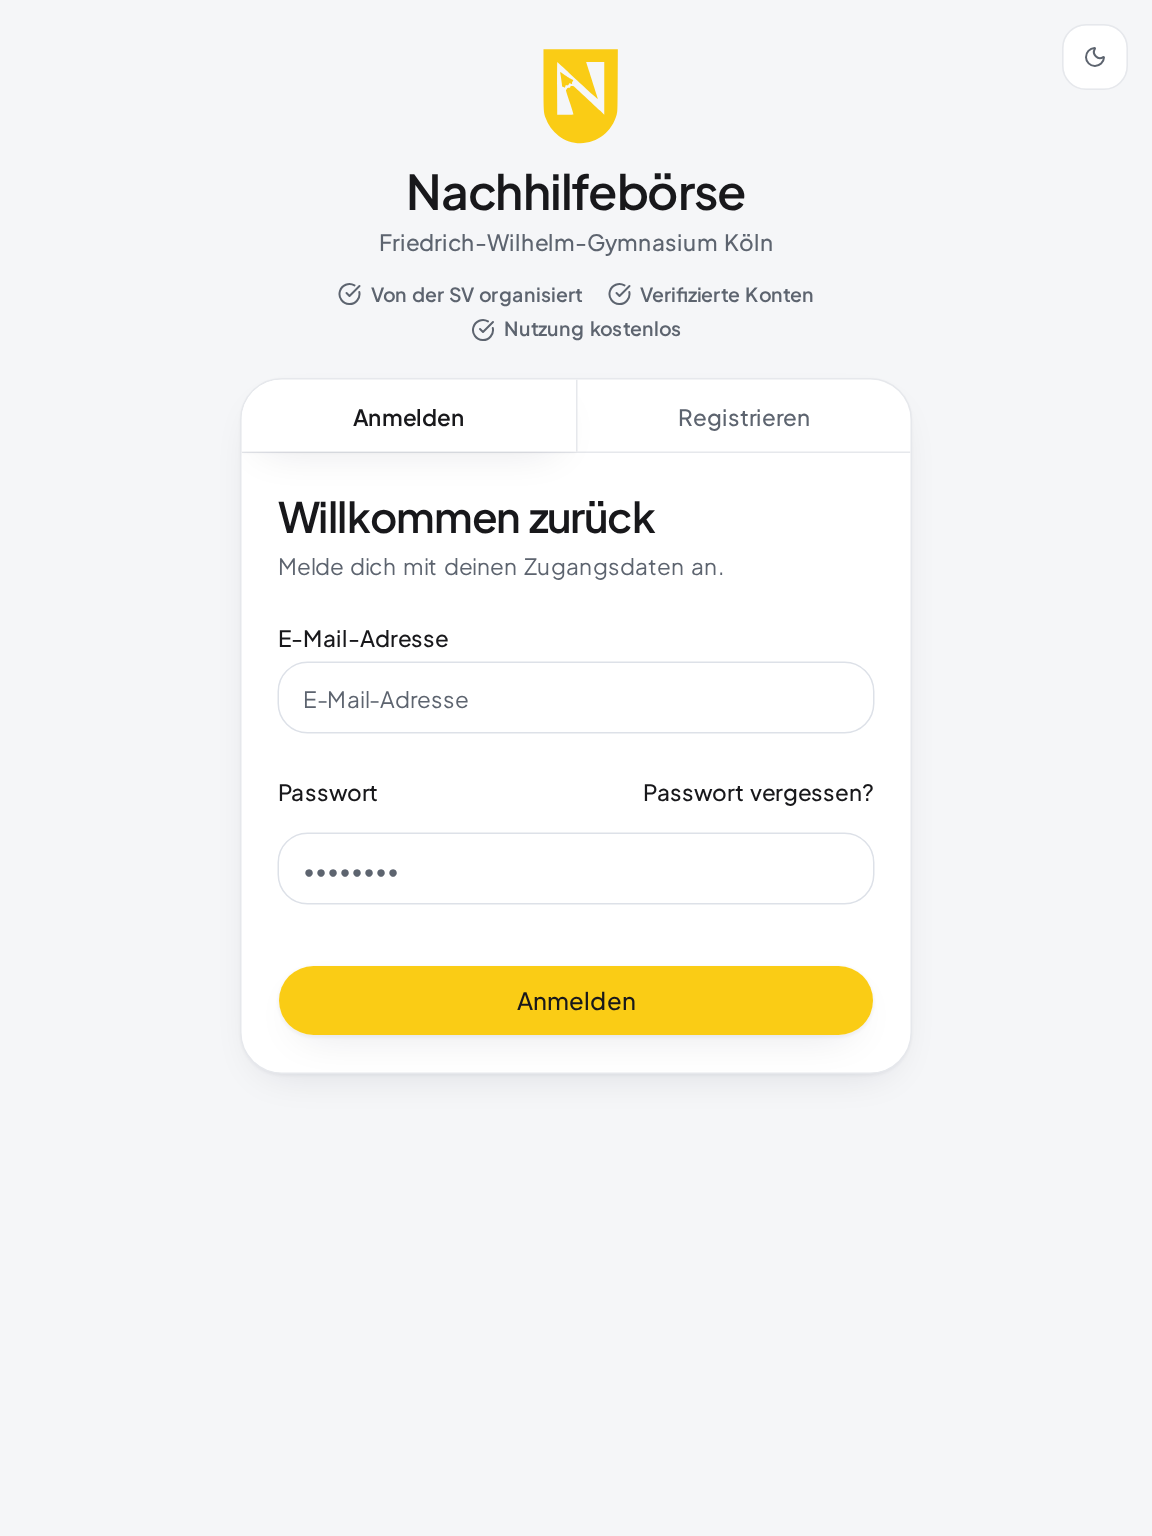 Nachhilfebörse
Friedrich-Wilhelm-Gymnasium Köln
Von der SV organisiert Verifizierte Konten
Nutzung kostenlos
Anmelden Registrieren
Willkommen zurück
Melde dich mit deinen Zugangsdaten an.
E-Mail-Adresse
E-Mail-Adresse
Passwort Passwort vergessen?
••••••••
Anmelden